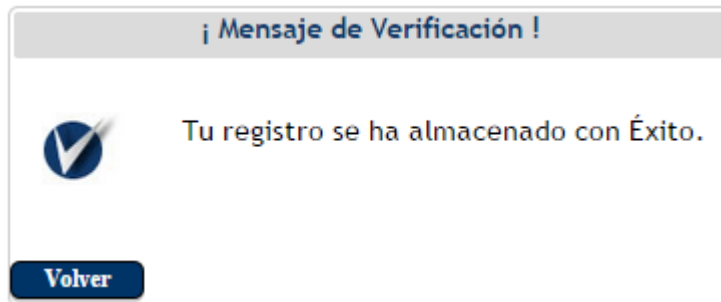 ¡ Mensaje de Verificación !
Tu registro se ha almacenado con Éxito.
Volver